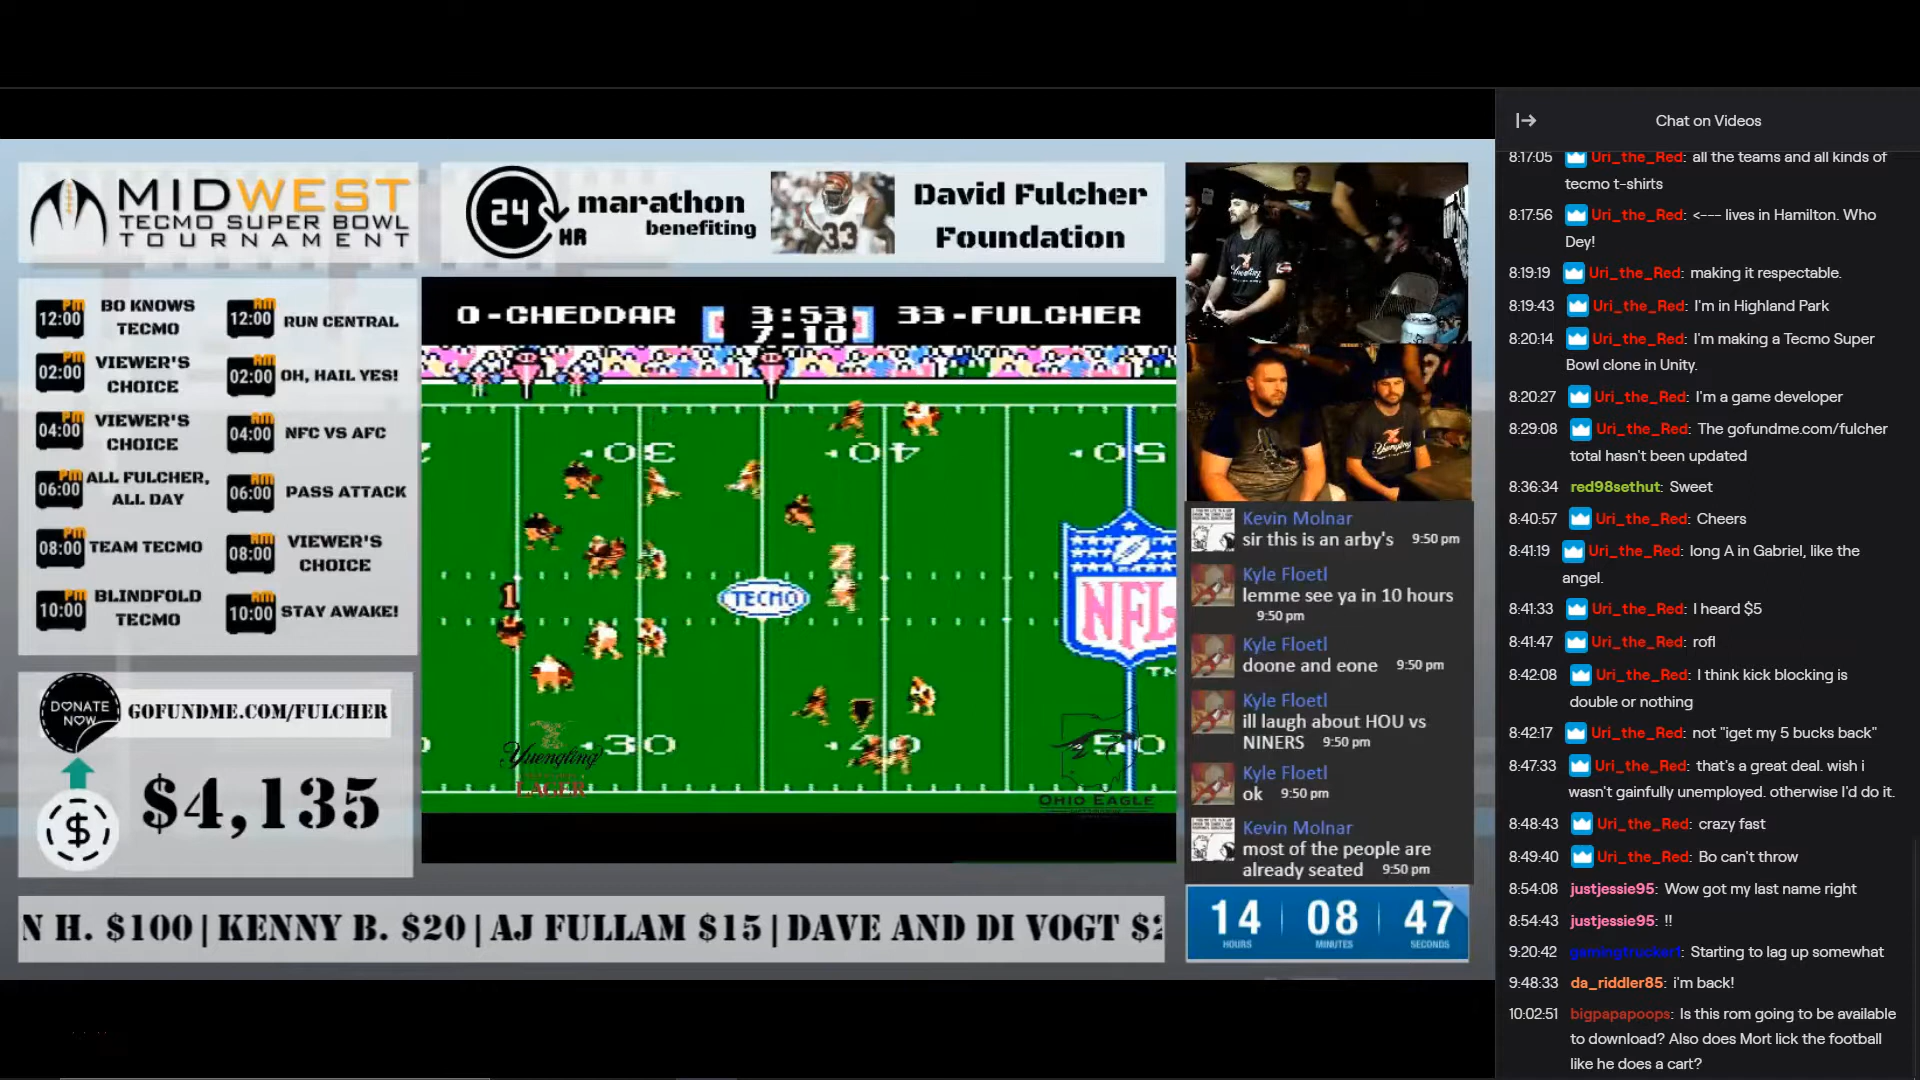 Chat on Videos
MIDWEST
TECMO SUPER BOWL
TOURNAMENT
24 HR marathon
benefiting
33
David Fulcher
Foundation
PM 12:00 BO KNOWS TECMO
AM 12:00 RUN CENTRAL
PM 02:00 VIEWER'S CHOICE
AM 02:00 OH, HAIL YES!
PM 04:00 VIEWER'S CHOICE
AM 04:00 NFC VS AFC
PM 06:00 ALL FULCHER, ALL DAY
AM 06:00 PASS ATTACK
PM 08:00 TEAM TECMO
AM 08:00 VIEWER'S CHOICE
PM 10:00 BLINDFOLD TECMO
AM 10:00 STAY AWAKE!
DONATE NOW
GOFUNDME.COM/FULCHER
$
$4,135
0-CHEDDAR 3:53 33-FULCHER
7-10
30 40 50
1
TECMO
NFL
TM
30 40 50
Yuengling
LAGER
OHIO EAGLE
Yuengling
Yuengling
Kevin Molnar
sir this is an arby's 9:50 pm
Kyle Floetl
lemme see ya in 10 hours
9:50 pm
Kyle Floetl
doone and eone 9:50 pm
Kyle Floetl
ill laugh about HOU vs
NINERS 9:50 pm
Kyle Floetl
ok 9:50 pm
Kevin Molnar
most of the people are
already seated 9:50 pm
N H. $100 | KENNY B. $20 | AJ FULLAM $15 | DAVE AND DI VOGT $2
14 08 47
HOURS MINUTES SECONDS
8:17:05 Uri_the_Red: all the teams and all kinds of
tecmo t-shirts
8:17:56 Uri_the_Red: <--- lives in Hamilton. Who
Dey!
8:19:19 Uri_the_Red: making it respectable.
8:19:43 Uri_the_Red: I'm in Highland Park
8:20:14 Uri_the_Red: I'm making a Tecmo Super
Bowl clone in Unity.
8:20:27 Uri_the_Red: I'm a game developer
8:29:08 Uri_the_Red: The gofundme.com/fulcher
total hasn't been updated
8:36:34 red98sethut: Sweet
8:40:57 Uri_the_Red: Cheers
8:41:19 Uri_the_Red: long A in Gabriel, like the
angel.
8:41:33 Uri_the_Red: I heard $5
8:41:47 Uri_the_Red: rofl
8:42:08 Uri_the_Red: I think kick blocking is
double or nothing
8:42:17 Uri_the_Red: not "iget my 5 bucks back"
8:47:33 Uri_the_Red: that's a great deal. wish i
wasn't gainfully unemployed. otherwise I'd do it.
8:48:43 Uri_the_Red: crazy fast
8:49:40 Uri_the_Red: Bo can't throw
8:54:08 justjessie95: Wow got my last name right
8:54:43 justjessie95: !!
9:20:42 gamingtrucker1: Starting to lag up somewhat
9:48:33 da_riddler85: i'm back!
10:02:51 bigpapapoops: Is this rom going to be available
to download? Also does Mort lick the football
like he does a cart?